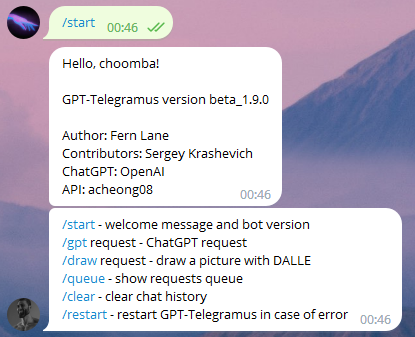 /start
00:46
Hello, choomba!
GPT-Telegramus version beta_1.9.0
Author: Fern Lane
Contributors: Sergey Krashevich
ChatGPT: OpenAI
API: acheong08
00:46
/start - welcome message and bot version
/gpt request - ChatGPT request
/draw request - draw a picture with DALLE
/queue - show requests queue
/clear - clear chat history
/restart - restart GPT-Telegramus in case of error
00:46